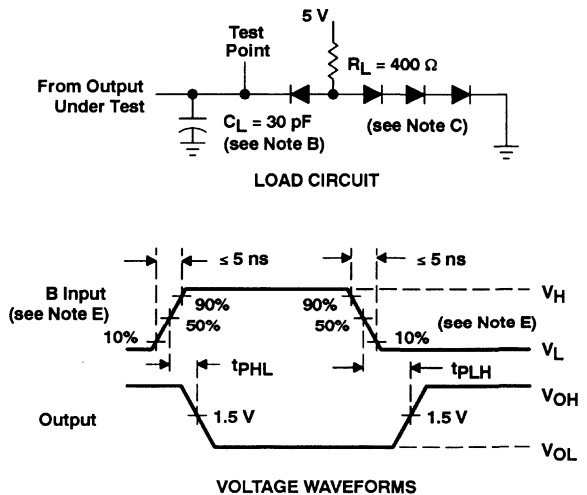 5 V
Test
Point
R_L = 400 Ω
From Output
Under Test
C_L = 30 pF
(see Note B)
(see Note C)
LOAD CIRCUIT
≤ 5 ns
≤ 5 ns
B Input
(see Note E)
90%
50%
10%
90%
50%
10%
(see Note E)
V_H
V_L
t_PHL
t_PLH
Output
1.5 V
1.5 V
V_OH
V_OL
VOLTAGE WAVEFORMS